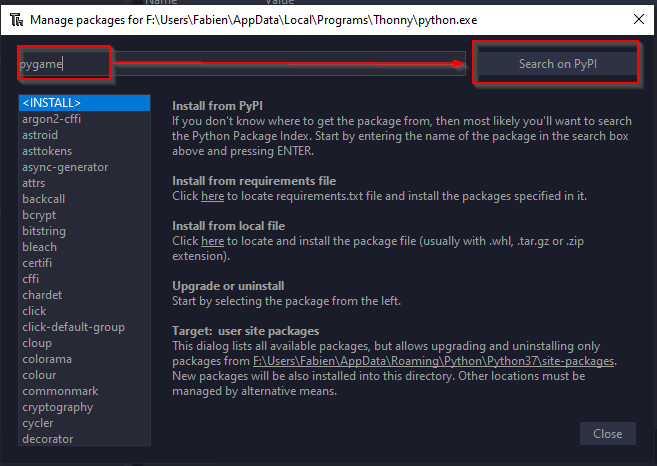 Name
Value
Manage packages for F:\Users\Fabien\AppData\Local\Programs\Thonny\python.exe
pygame
Search on PyPI
<INSTALL>
argon2-cffi
astroid
asttokens
async-generator
attrs
backcall
bcrypt
bitstring
bleach
certifi
cffi
chardet
click
click-default-group
cloup
colorama
colour
commonmark
cryptography
cycler
decorator
Install from PyPI
If you don't know where to get the package from, then most likely you'll want to search
the Python Package Index. Start by entering the name of the package in the search box
above and pressing ENTER.
Install from requirements file
Click here to locate requirements.txt file and install the packages specified in it.
Install from local file
Click here to locate and install the package file (usually with .whl, .tar.gz or .zip
extension).
Upgrade or uninstall
Start by selecting the package from the left.
Target:  user site packages
This dialog lists all available packages, but allows upgrading and uninstalling only
packages from F:\Users\Fabien\AppData\Roaming\Python\Python37\site-packages.
New packages will be also installed into this directory. Other locations must be
managed by alternative means.
Close